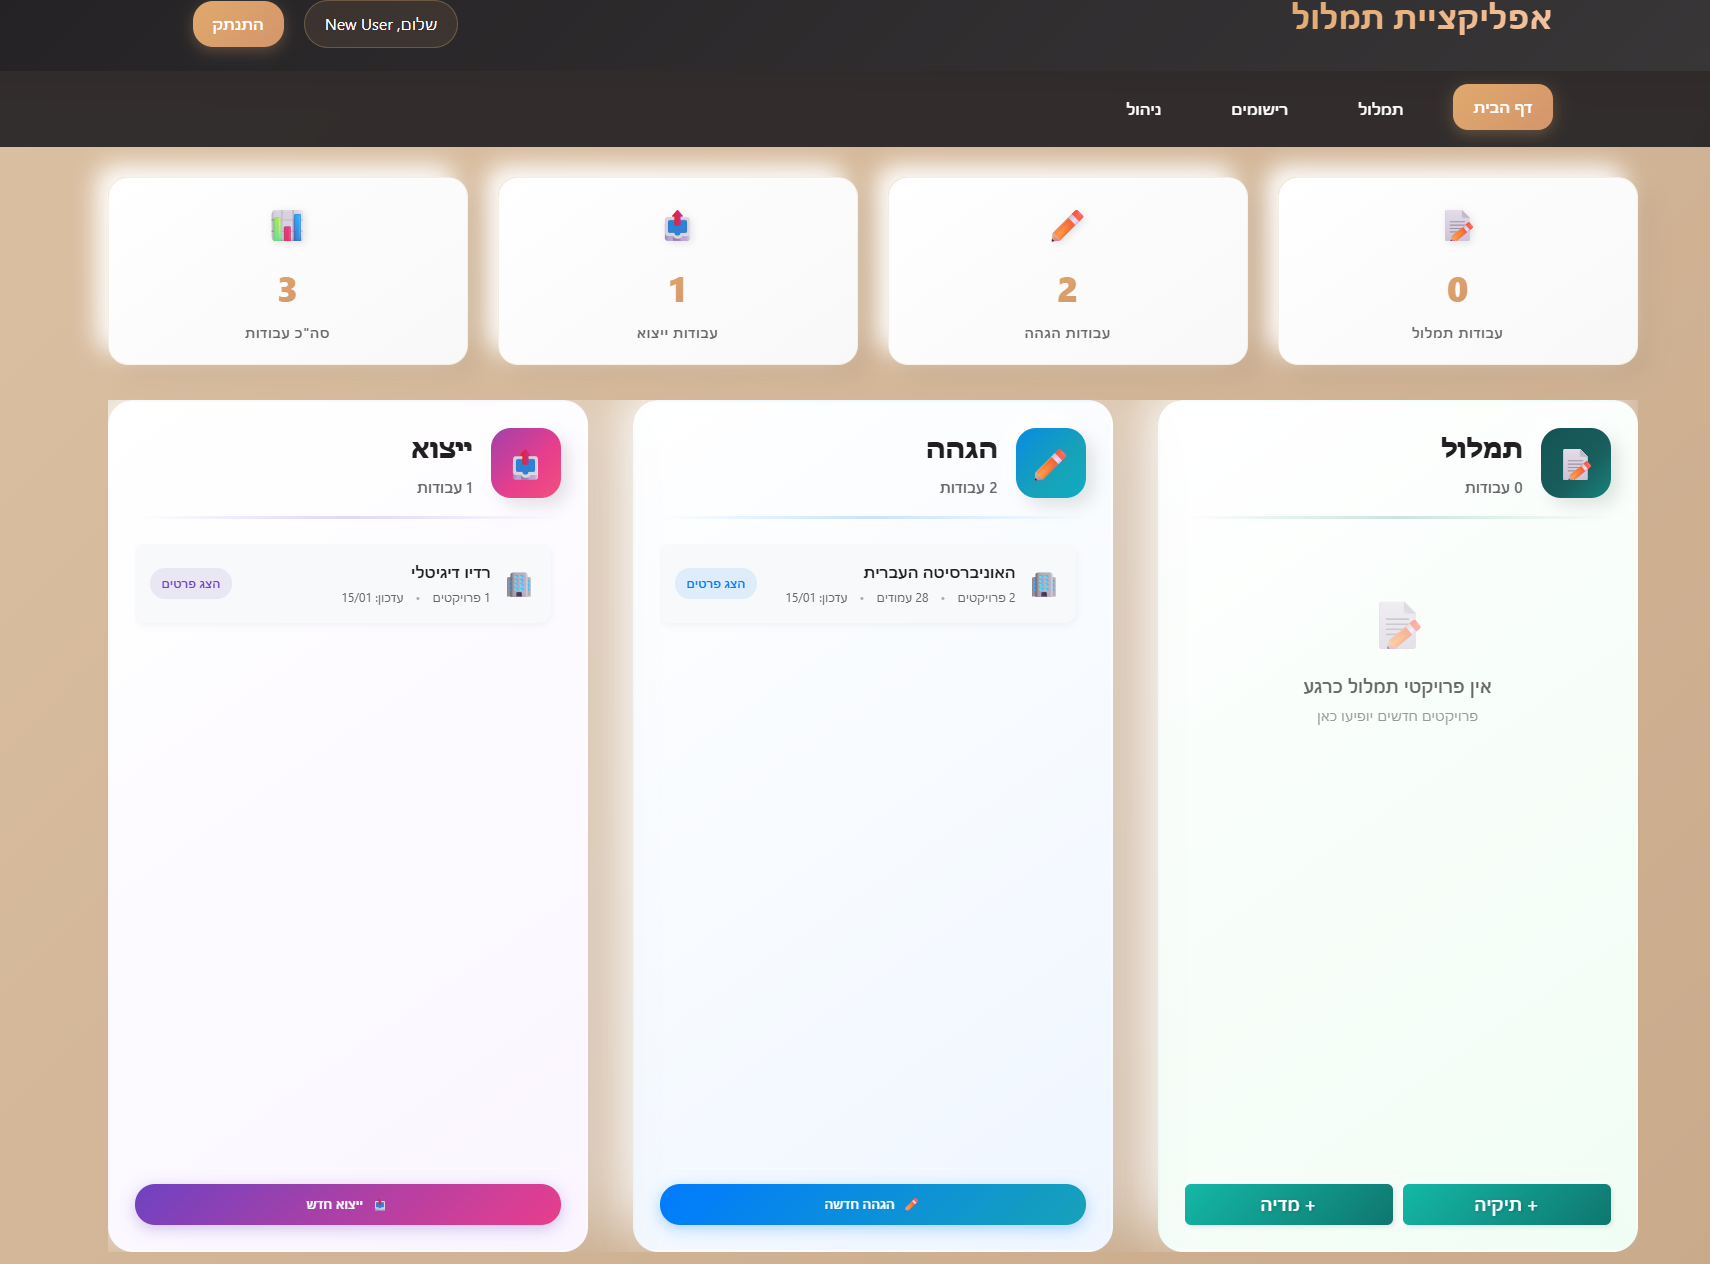 אפליקציית תמלול
שלום, New User
התנתק
דף הבית
תמלול
רישומים
ניהול
0
עבודות תמלול
2
עבודות הגהה
1
עבודות ייצוא
3
סה"כ עבודות
תמלול
0 עבודות
אין פרויקטי תמלול כרגע
פרויקטים חדשים יופיעו כאן
+ תיקיה
+ מדיה
הגהה
2 עבודות
האוניברסיטה העברית
2 פרויקטים • 28 עמודים • עדכון: 15/01
הצג פרטים
הגהה חדשה
ייצוא
1 עבודות
רדיו דיגיטלי
1 פרויקטים • עדכון: 15/01
הצג פרטים
ייצוא חדש